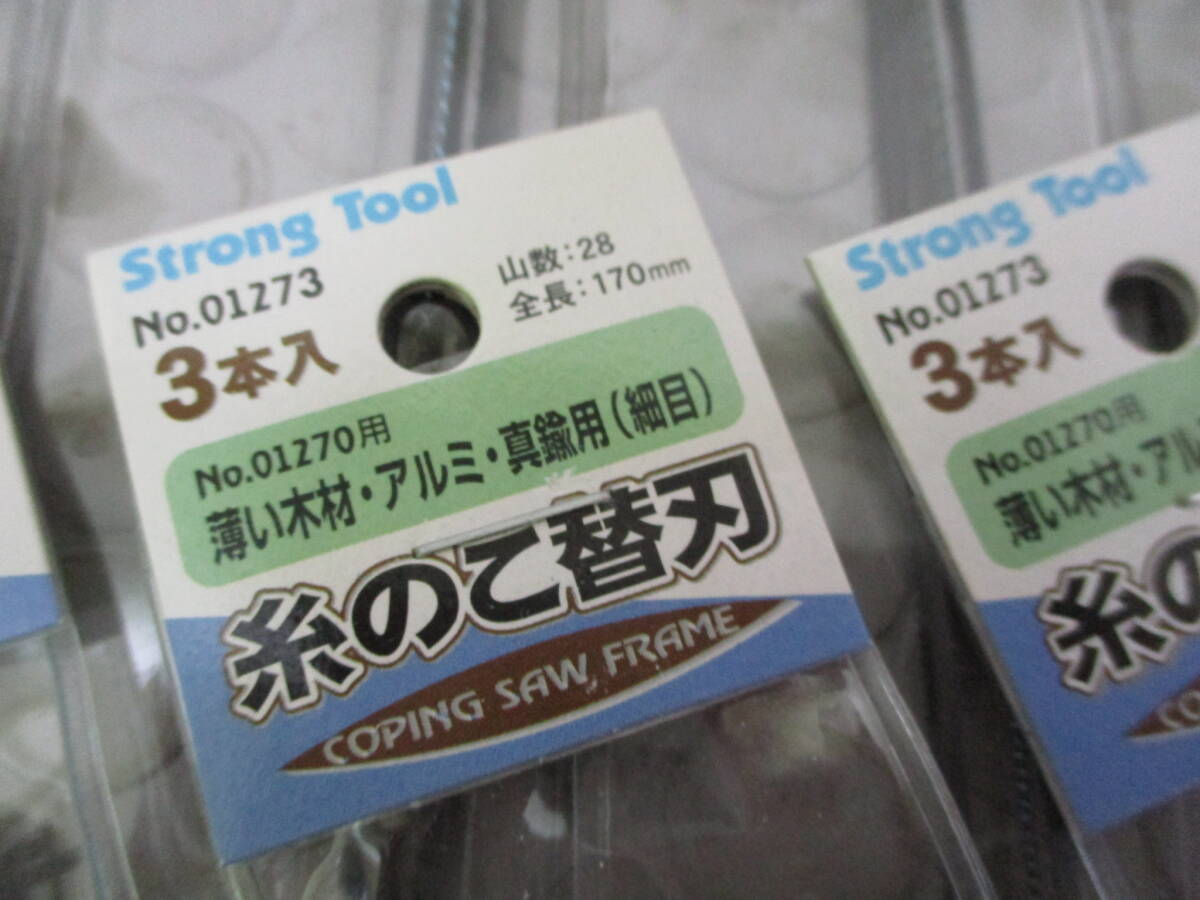 Strong Tool
No.01273
3本入
山数：28
全長：170mm
No.01270用
薄い木材・アルミ・真鍮用（細目）
糸のこ替刃
COPING SAW FRAME
Strong Tool
No.01273
3本入
No.01270用
薄い木材・アル
糸の
CO